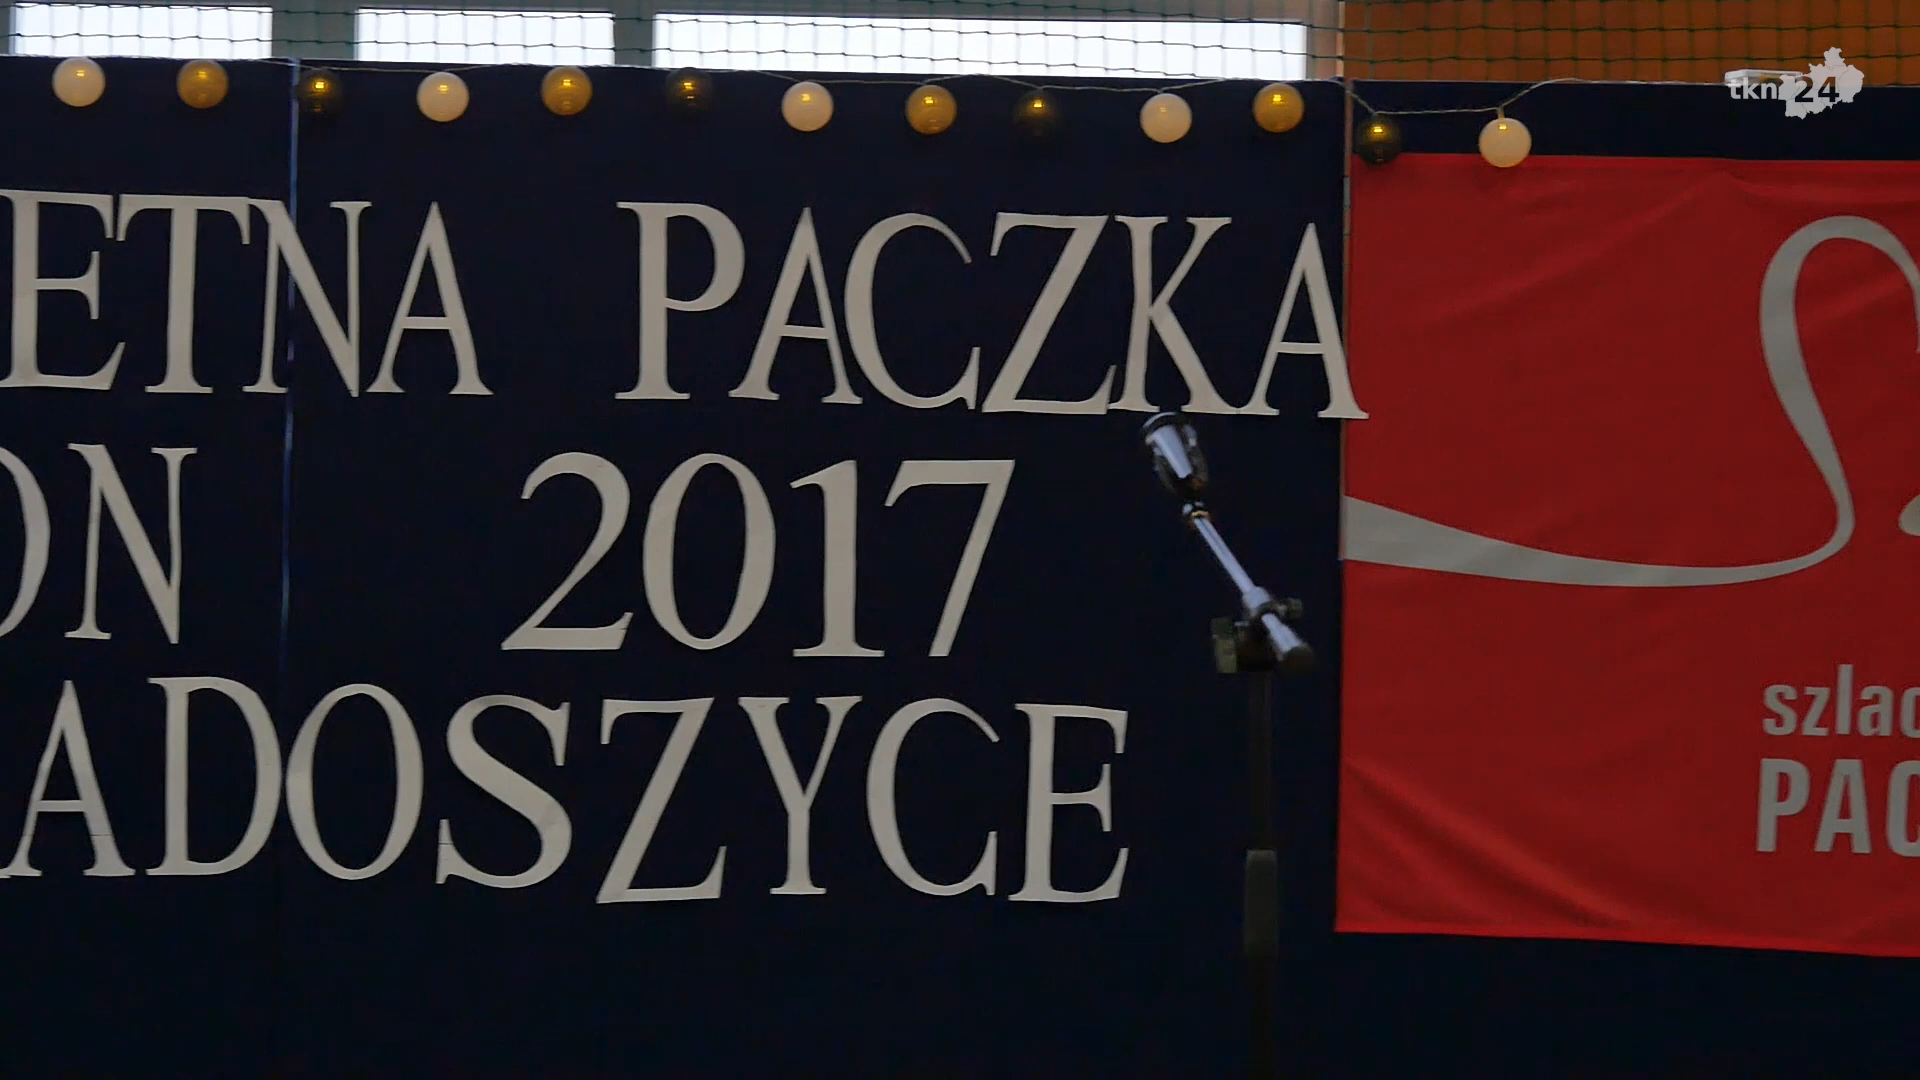 ETNA PACZKA
ON 2017
ADOSZYCE
szlac
PAC
tkn24